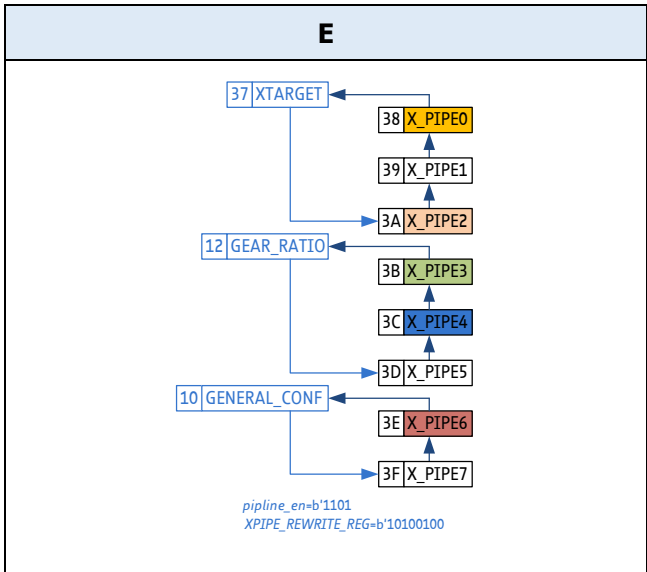 E
37 XTARGET
38 X_PIPE0
39 X_PIPE1
3A X_PIPE2
12 GEAR_RATIO
3B X_PIPE3
3C X_PIPE4
3D X_PIPE5
10 GENERAL_CONF
3E X_PIPE6
3F X_PIPE7
pipline_en=b'1101
XPIPE_REWRITE_REG=b'10100100